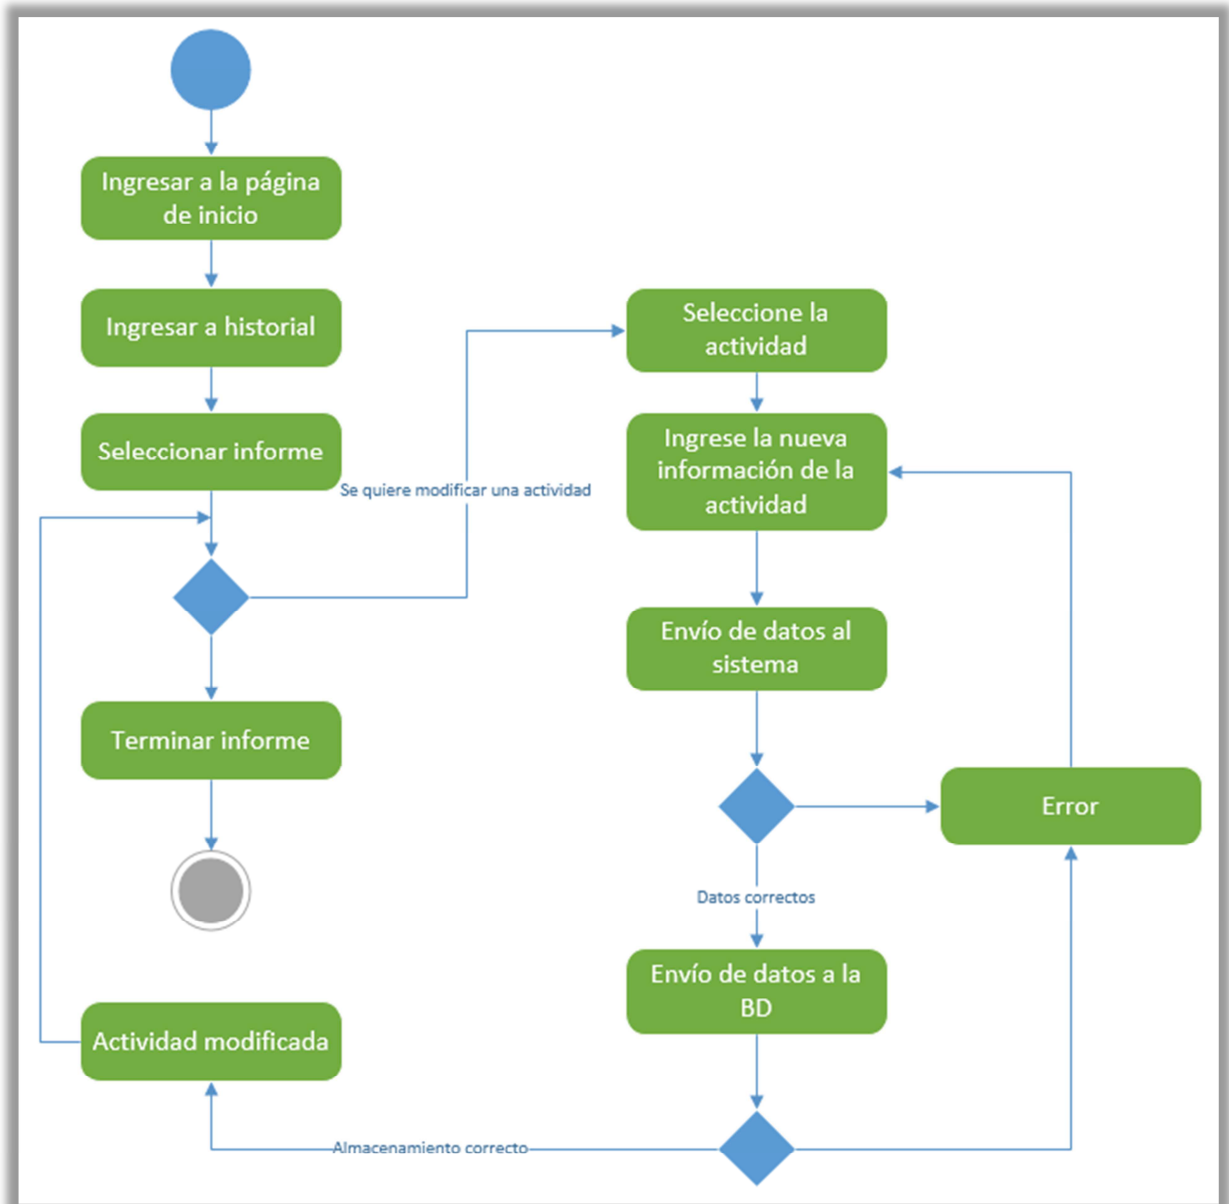 Ingresar a la página
de inicio
Ingresar a historial
Seleccionar informe
Se quiere modificar una actividad
Terminar informe
Actividad modificada
Seleccione la
actividad
Ingrese la nueva
información de la
actividad
Envío de datos al
sistema
Error
Datos correctos
Envío de datos a la
BD
Almacenamiento correcto